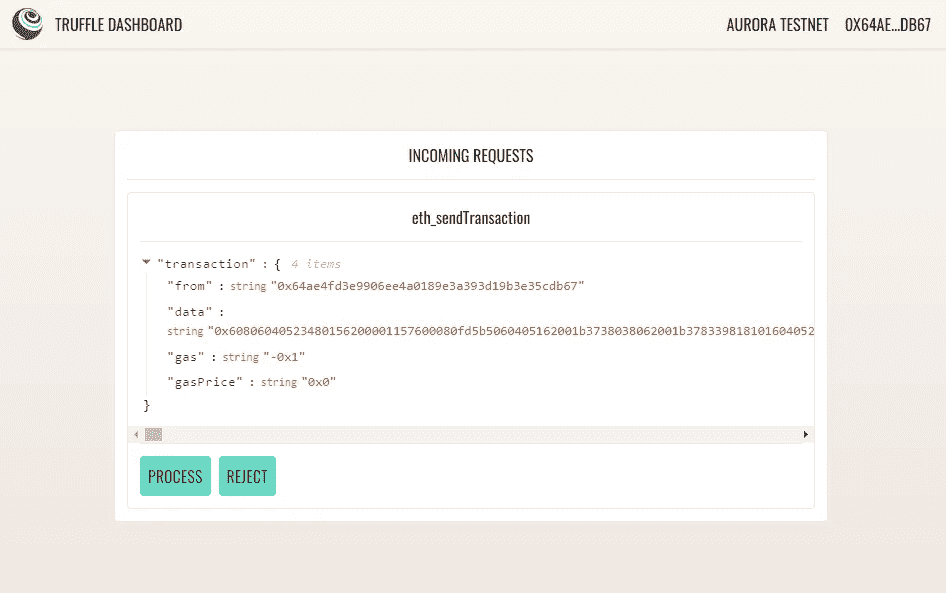 TRUFFLE DASHBOARD
AURORA TESTNET 0X64AE...DB67
INCOMING REQUESTS
eth_sendTransaction
"transaction" : { 4 items
"from" : string "0x64ae4fd3e9906ee4a0189e3a393d19b3e35cdb67"
"data" :
string "0x60806040523480156200001157600080fd5b5060405162001b3738038062001b378339818101604052
"gas" : string "-0x1"
"gasPrice" : string "0x0"
}
PROCESS REJECT